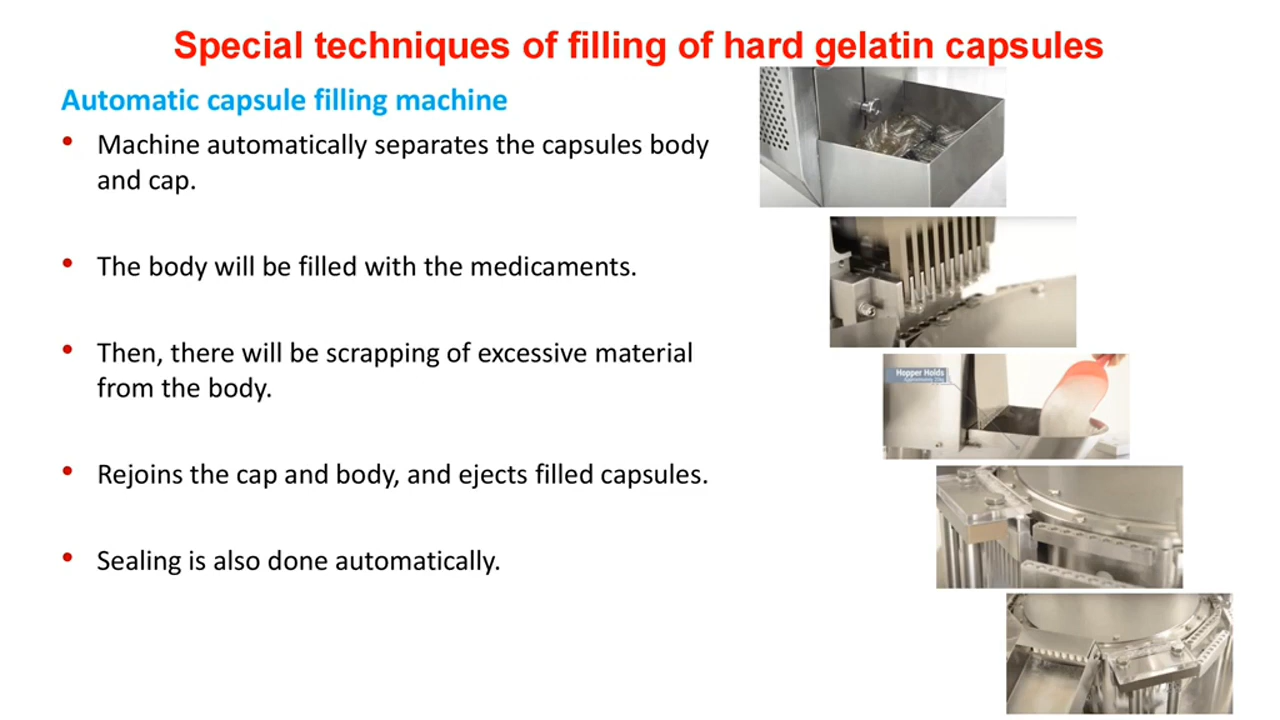 Special techniques of filling of hard gelatin capsules
Automatic capsule filling machine
• Machine automatically separates the capsules body
and cap.
• The body will be filled with the medicaments.
• Then, there will be scrapping of excessive material
from the body.
• Rejoins the cap and body, and ejects filled capsules.
• Sealing is also done automatically.
Hopper Holds